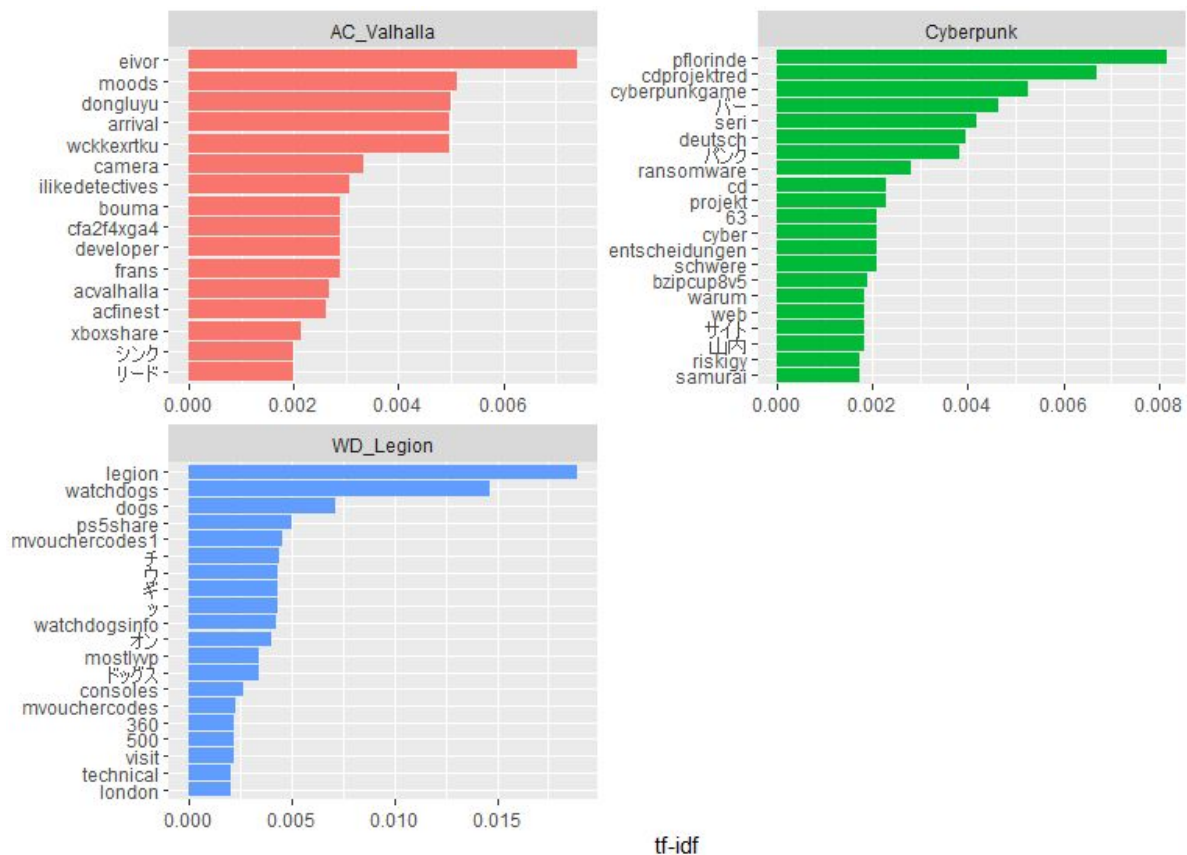 AC_Valhalla
eivor
moods
dongluyu
arrival
wckkexrtku
camera
ilikedetectives
bouma
cfa2f4xga4
developer
frans
acvalhalla
acfinest
xboxshare
シンク
リード
0.000 0.002 0.004 0.006
Cyberpunk
pflorinde
cdprojektred
cyberpunkgame
バー
seri
deutsch
パンク
ransomware
cd
projekt
63
cyber
entscheidungen
schwere
bzipcup8v5
warum
web
サイト
山内
riskigy
samurai
0.000 0.002 0.004 0.006 0.008
WD_Legion
legion
watchdogs
dogs
ps5share
mvouchercodes1
チ
ウ
ギ
ッ
watchdogsinfo
オン
mostlyvp
ドッグス
consoles
mvouchercodes
360
500
visit
technical
london
0.000 0.005 0.010 0.015
tf-idf